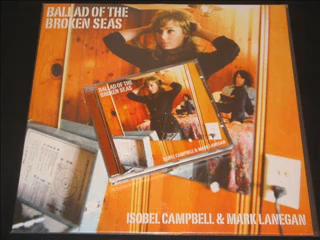 BALLAD OF THE
BROKEN SEAS
BALLAD OF THE
BROKEN SEAS
ISOBEL CAMPBELL & MARK LANEGAN
ISOBEL CAMPBELL & MARK LANEGAN